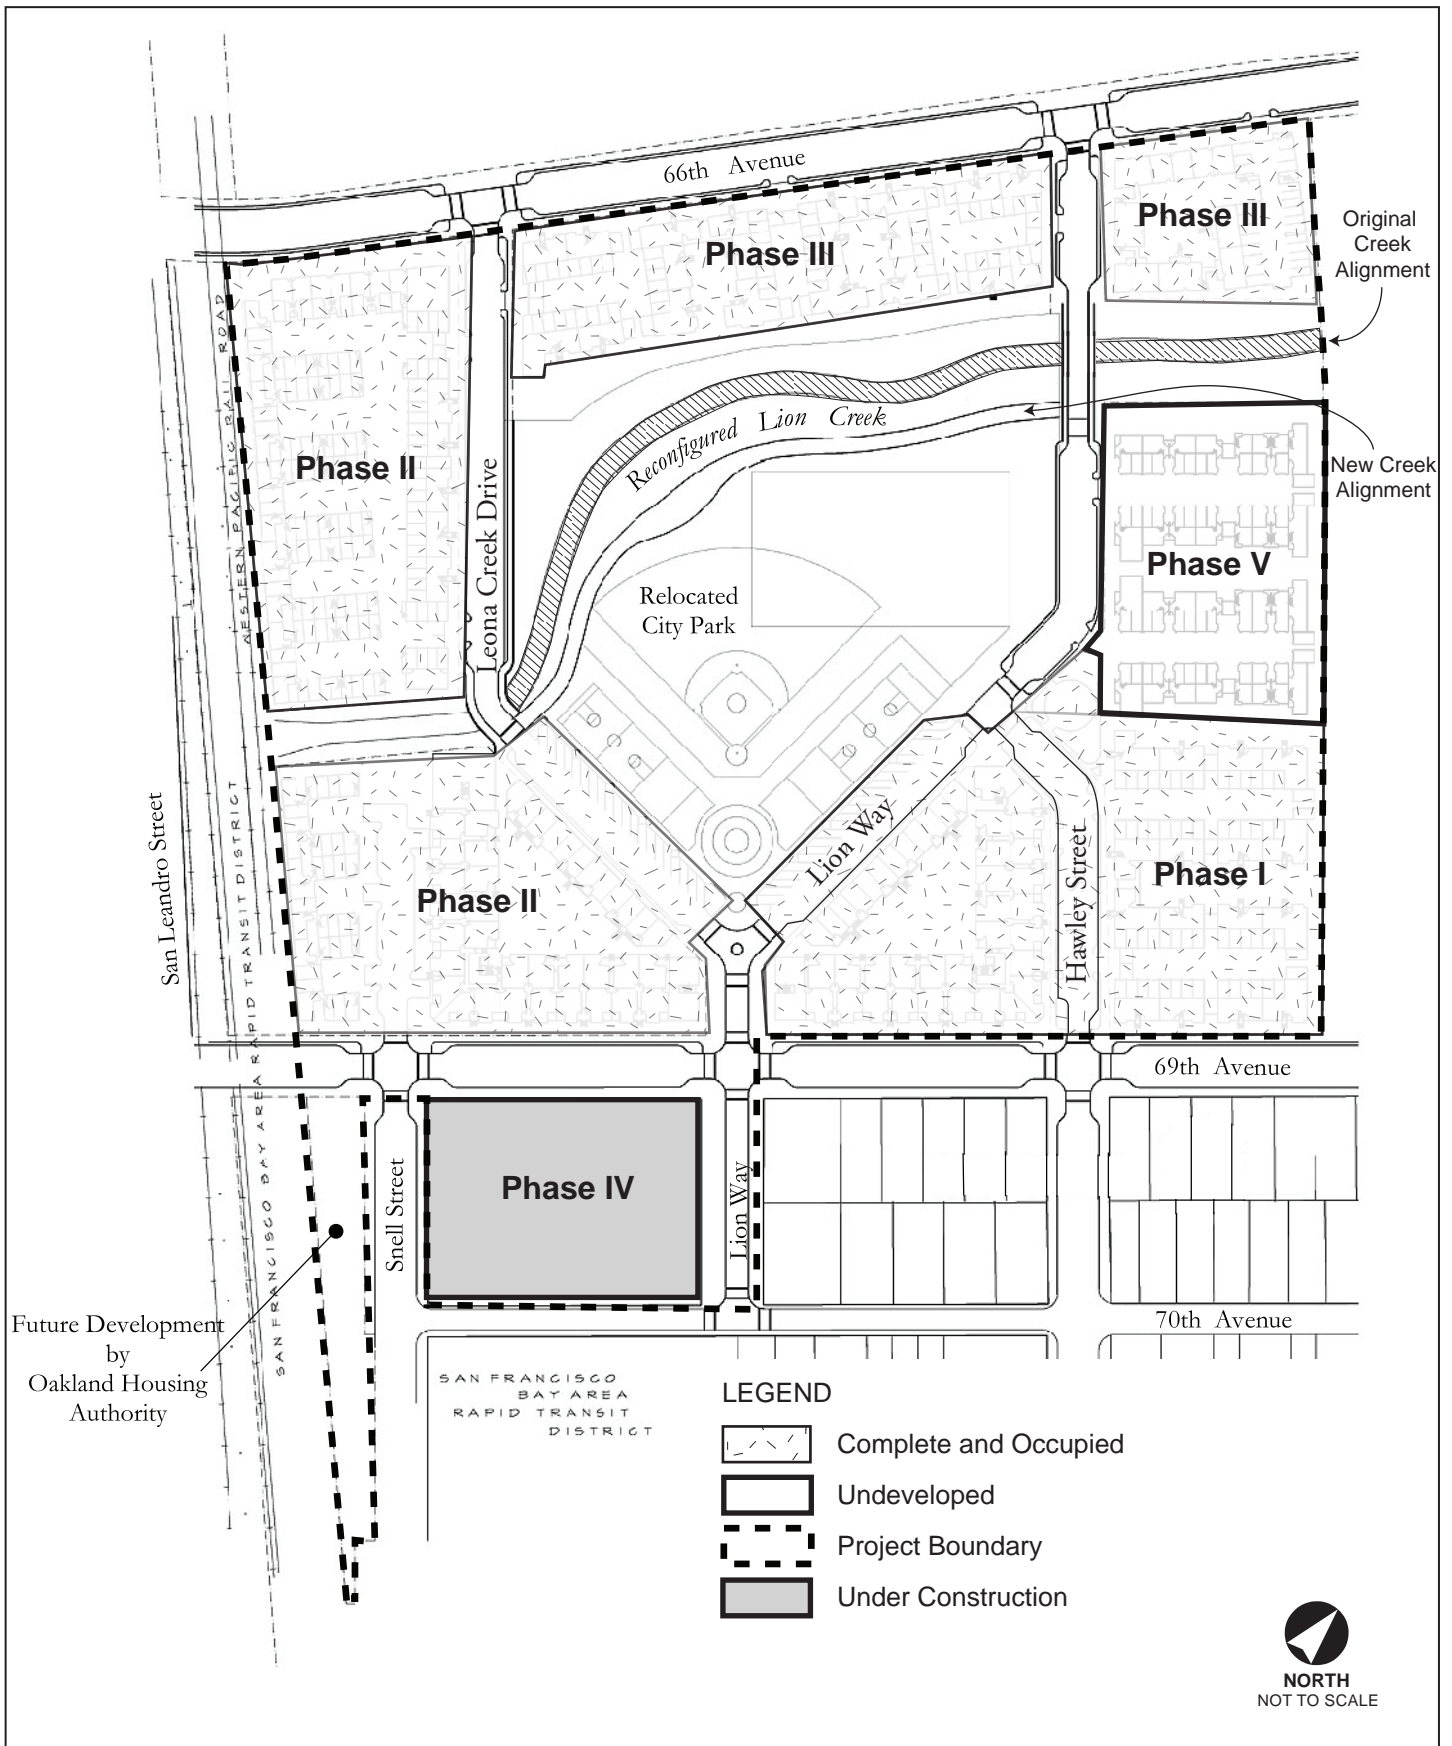 66th Avenue
Phase III
Phase III
Original
Creek
Alignment
WESTERN PACIFIC RAIL ROAD
Phase II
Leona Creek Drive
Reconfigured Lion Creek
New Creek
Alignment
Phase V
Relocated
City Park
San Leandro Street
SAN FRANCISCO BAY AREA RAPID TRANSIT DISTRICT
Phase II
Lion Way
Hawley Street
Phase I
69th Avenue
Snell Street
Phase IV
Lion Way
70th Avenue
Future Development
by
Oakland Housing
Authority
SAN FRANCISCO
BAY AREA
RAPID TRANSIT
DISTRICT
LEGEND
Complete and Occupied
Undeveloped
Project Boundary
Under Construction
NORTH
NOT TO SCALE